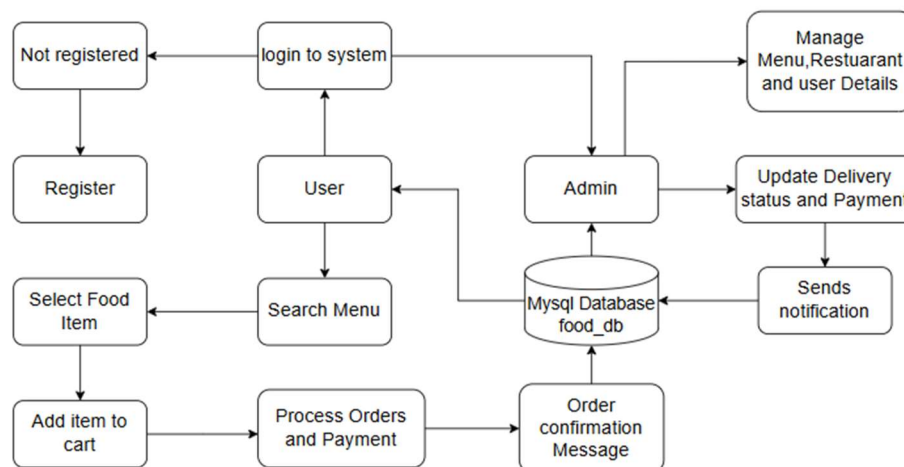 Not registered
login to system
Manage
Menu,Restuarant
and user Details
Register
User
Admin
Update Delivery
status and Payment
Select Food
Item
Search Menu
Mysql Database
food_db
Sends
notification
Add item to
cart
Process Orders
and Payment
Order
confirmation
Message